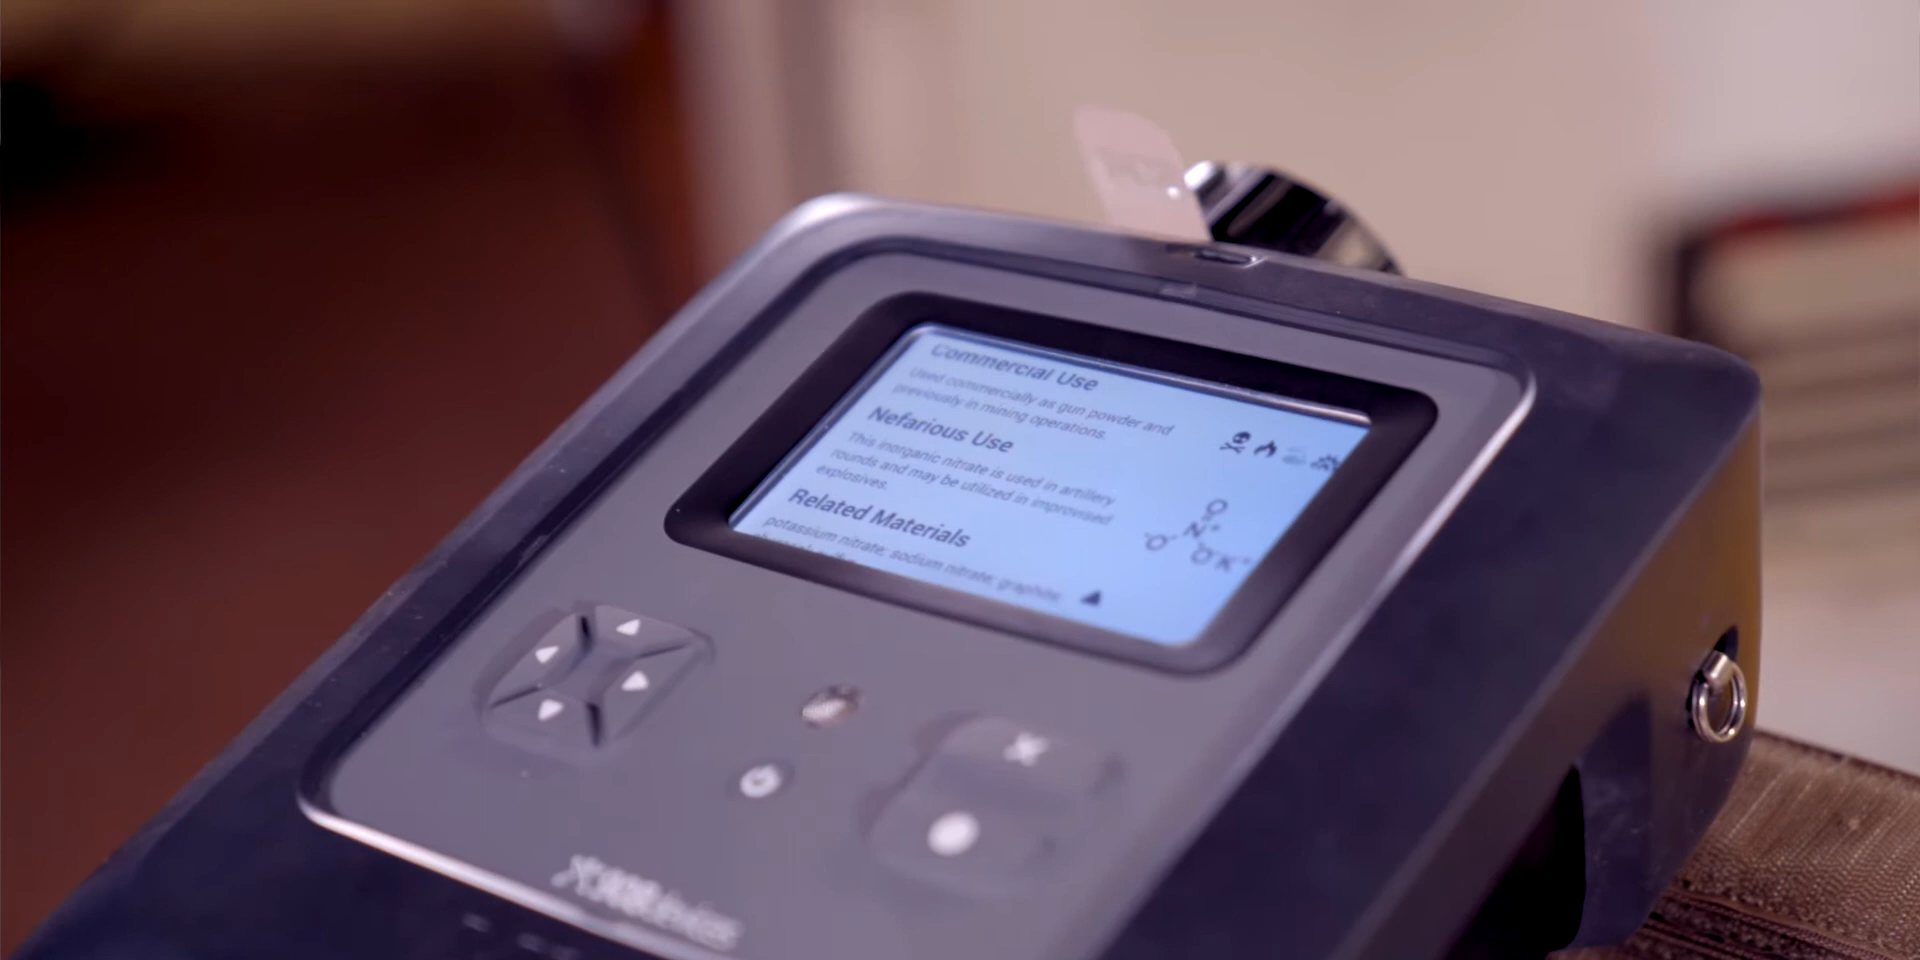 Commercial Use
Used commercially as gun powder and
previously in mining operations.
Nefarious Use
This inorganic nitrate is used in artillery
rounds and may be utilized in improvised
explosives.
Related Materials
potassium nitrate; sodium nitrate; graphite;
O
N+
-O
O- K+
908devices